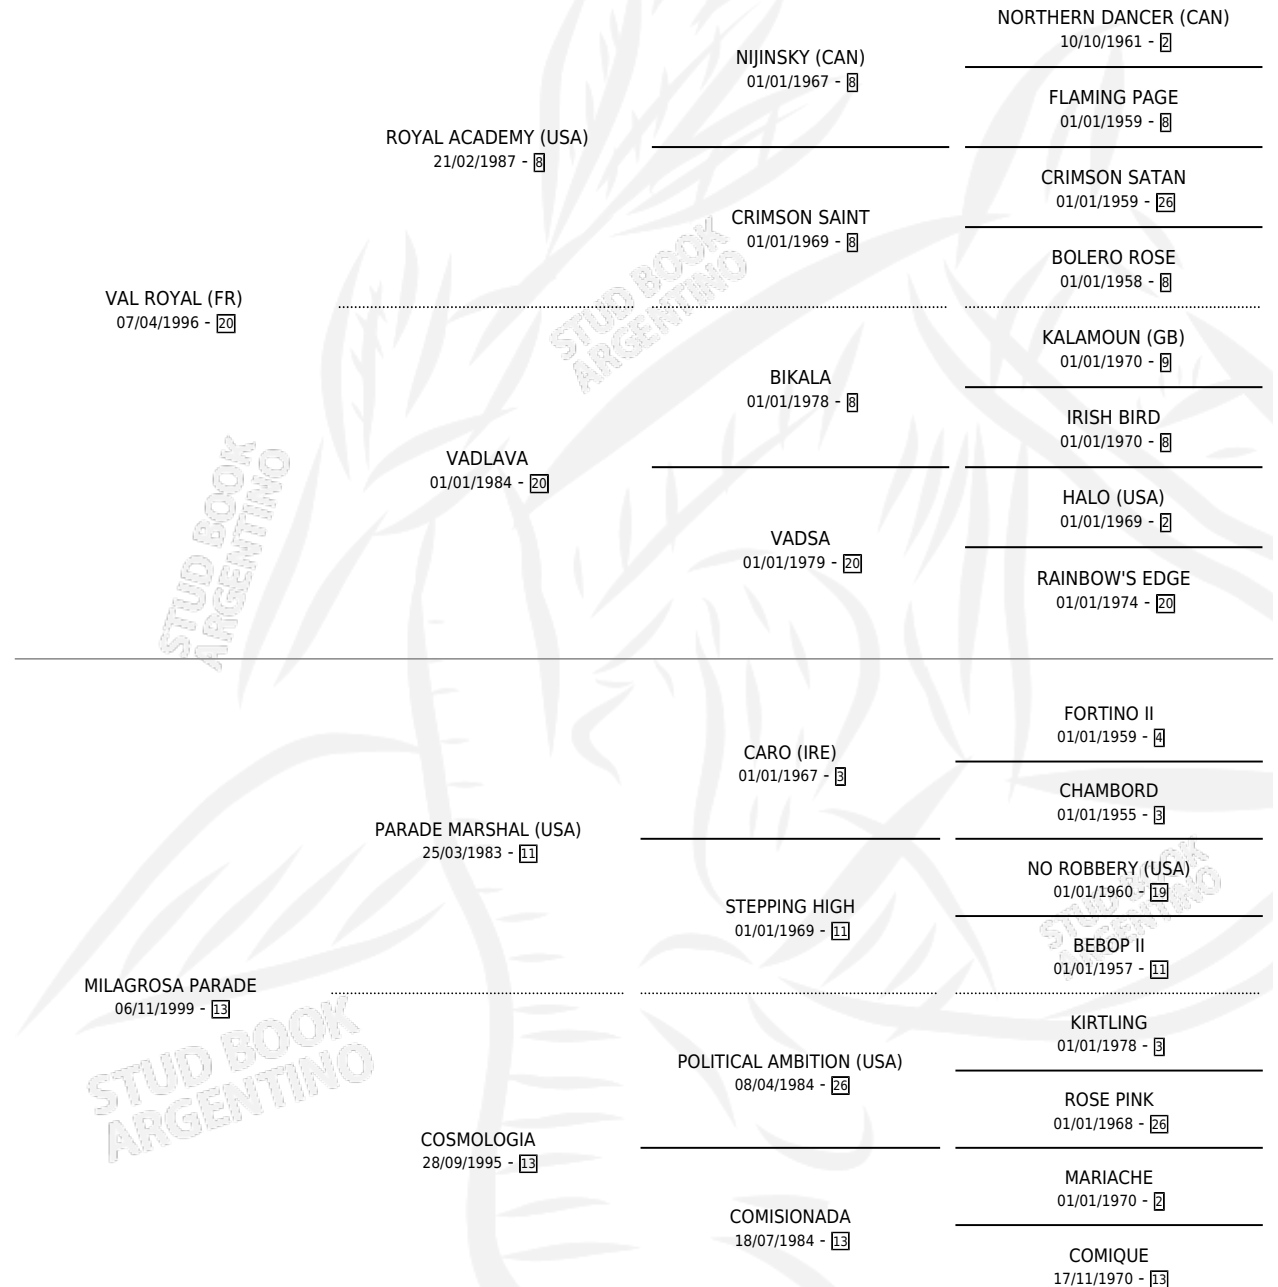 NORTHERN DANCER (CAN)
10/10/1961 - 2
NIJINSKY (CAN)
01/01/1967 - 8
FLAMING PAGE
01/01/1959 - 8
ROYAL ACADEMY (USA)
21/02/1987 - 8
CRIMSON SATAN
01/01/1959 - 26
CRIMSON SAINT
01/01/1969 - 8
BOLERO ROSE
01/01/1958 - 8
VAL ROYAL (FR)
07/04/1996 - 20
STUD BOOK
ARGENTINO
KALAMOUN (GB)
01/01/1970 - 9
BIKALA
01/01/1978 - 8
IRISH BIRD
01/01/1970 - 8
VADLAVA
01/01/1984 - 20
HALO (USA)
01/01/1969 - 2
VADSA
01/01/1979 - 20
RAINBOW'S EDGE
01/01/1974 - 20
STUD BOOK
ARGENTINO
FORTINO II
01/01/1959 - 4
CARO (IRE)
01/01/1967 - 3
CHAMBORD
01/01/1955 - 3
PARADE MARSHAL (USA)
25/03/1983 - 11
NO ROBBERY (USA)
01/01/1960 - 19
STEPPING HIGH
01/01/1969 - 11
STUD BOOK
ARGENTINO
BEBOP II
01/01/1957 - 11
MILAGROSA PARADE
06/11/1999 - 13
KIRTLING
01/01/1978 - 3
POLITICAL AMBITION (USA)
08/04/1984 - 26
STUD BOOK
ARGENTINO
ROSE PINK
01/01/1968 - 26
COSMOLOGIA
28/09/1995 - 13
MARIACHE
01/01/1970 - 2
COMISIONADA
18/07/1984 - 13
COMIQUE
17/11/1970 - 13